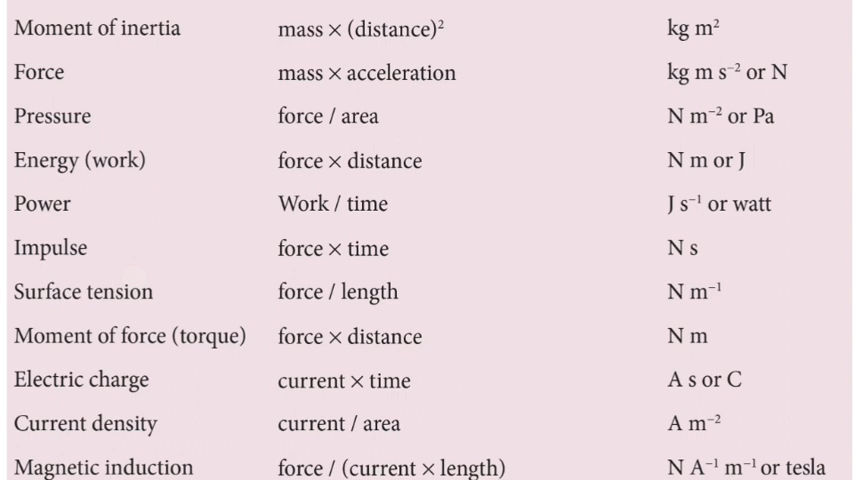 Moment of inertia mass × (distance)² kg m²
Force mass × acceleration kg m s⁻² or N
Pressure force / area N m⁻² or Pa
Energy (work) force × distance N m or J
Power Work / time J s⁻¹ or watt
Impulse force × time N s
Surface tension force / length N m⁻¹
Moment of force (torque) force × distance N m
Electric charge current × time A s or C
Current density current / area A m⁻²
Magnetic induction force / (current × length) N A⁻¹ m⁻¹ or tesla